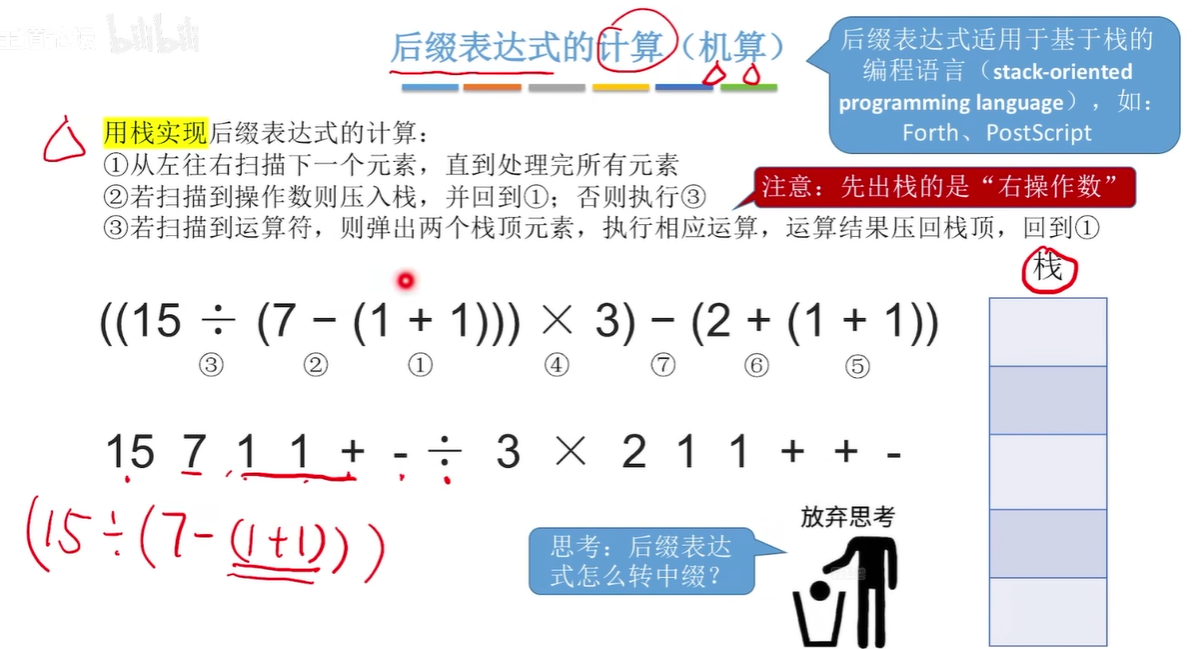 bilibili
后缀表达式的计算（机算）
后缀表达式适用于基于栈的
编程语言（stack-oriented
programming language），如：
Forth、PostScript
用栈实现后缀表达式的计算：
①从左往右扫描下一个元素，直到处理完所有元素
②若扫描到操作数则压入栈，并回到①；否则执行③
注意：先出栈的是“右操作数”
③若扫描到运算符，则弹出两个栈顶元素，执行相应运算，运算结果压回栈顶，回到①
栈
((15 ÷ (7 − (1 + 1))) × 3) − (2 + (1 + 1))
③ ② ① ④ ⑦ ⑥ ⑤
15 7 1 1 + - ÷ 3 × 2 1 1 + + -
(15÷(7-(1+1)))
放弃思考
思考：后缀表达
式怎么转中缀？